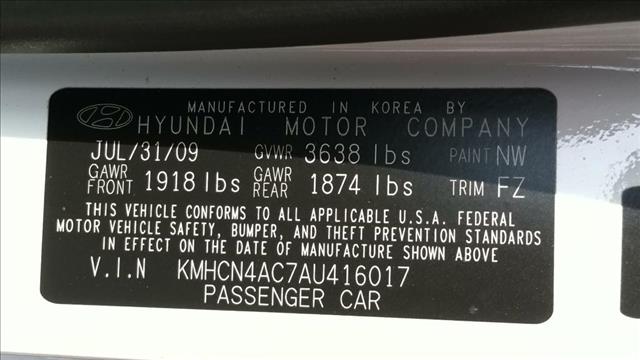 MANUFACTURED IN KOREA BY
HYUNDAI MOTOR COMPANY
JUL/31/09 GVWR 3638 lbs PAINT NW
GAWR FRONT 1918 lbs GAWR REAR 1874 lbs TRIM FZ
THIS VEHICLE CONFORMS TO ALL APPLICABLE U.S.A. FEDERAL
MOTOR VEHICLE SAFETY, BUMPER, AND THEFT PREVENTION STANDARDS
IN EFFECT ON THE DATE OF MANUFACTURE SHOWN ABOVE
V.I.N KMHCN4AC7AU416017
PASSENGER CAR